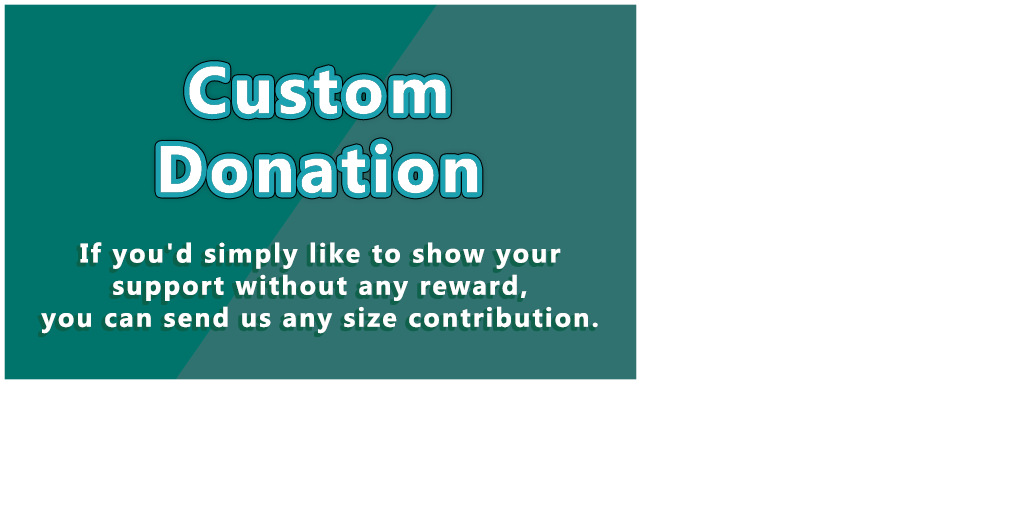 Custom
Donation
If you'd simply like to show your
support without any reward,
you can send us any size contribution.